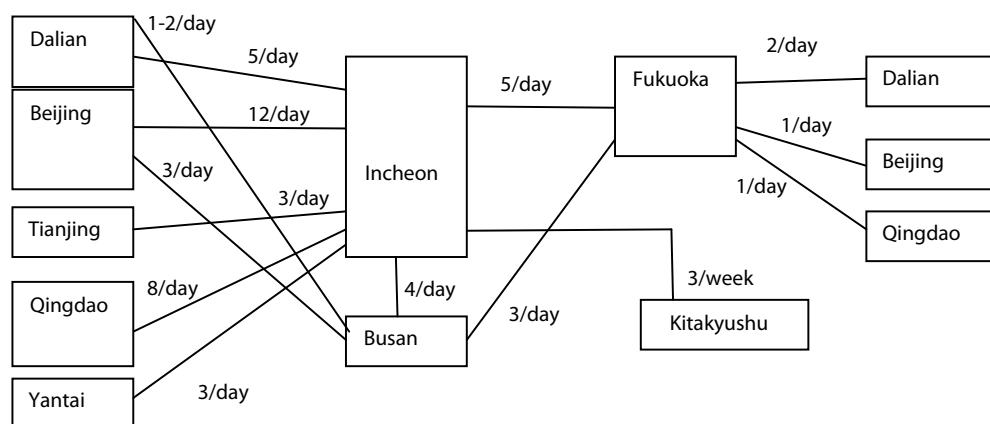 Dalian
1-2/day
5/day
Beijing
12/day
3/day
Tianjing
3/day
Qingdao
8/day
Yantai
3/day
Incheon
4/day
Busan
5/day
3/day
Fukuoka
3/week
Kitakyushu
2/day
Dalian
1/day
Beijing
1/day
Qingdao